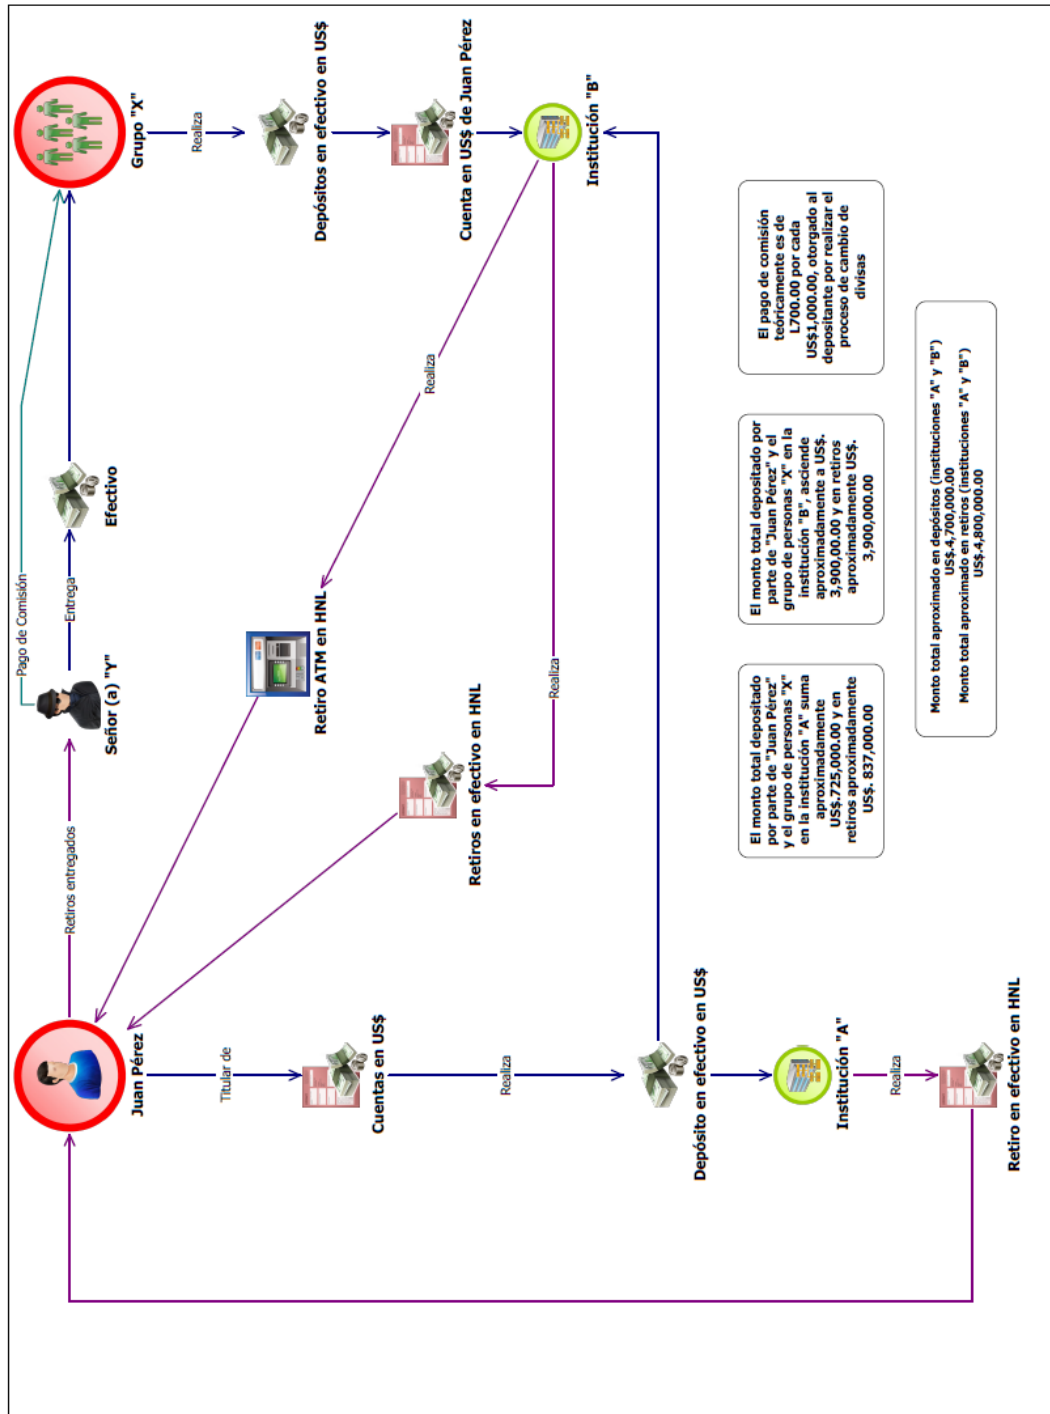 Pago de Comisión
Juan Pérez
Retiros entregados
Señor (a) "Y"
Entrega
Efectivo
Grupo "X"
Titular de
Realiza
Retiro ATM en HNL
Depósitos en efectivo en US$
Cuentas en US$
Retiros en efectivo en HNL
Realiza
Cuenta en US$ de Juan Pérez
Realiza
Realiza
Institución "B"
Depósito en efectivo en US$
Institución "A"
Realiza
Retiro en efectivo en HNL
El monto total depositado
por parte de "Juan Pérez"
y el grupo de personas "X"
en la institución "A" suma
aproximadamente
US$.725,000.00 y en
retiros aproximadamente
US$. 837,000.00
El monto total depositado por
parte de "Juan Pérez" y el
grupo de personas "X" en la
institución "B", asciende
aproximadamente a US$.
3,900,00.00 y en retiros
aproximadamente US$.
3,900,000.00
El pago de comisión
teóricamente es de
L700.00 por cada
US$1,000.00, otorgado al
depositante por realizar el
proceso de cambio de
divisas
Monto total aproximado en depósitos (instituciones "A" y "B")
US$.4,700,000.00
Monto total aproximado en retiros (instituciones "A" y "B")
US$.4,800,000.00